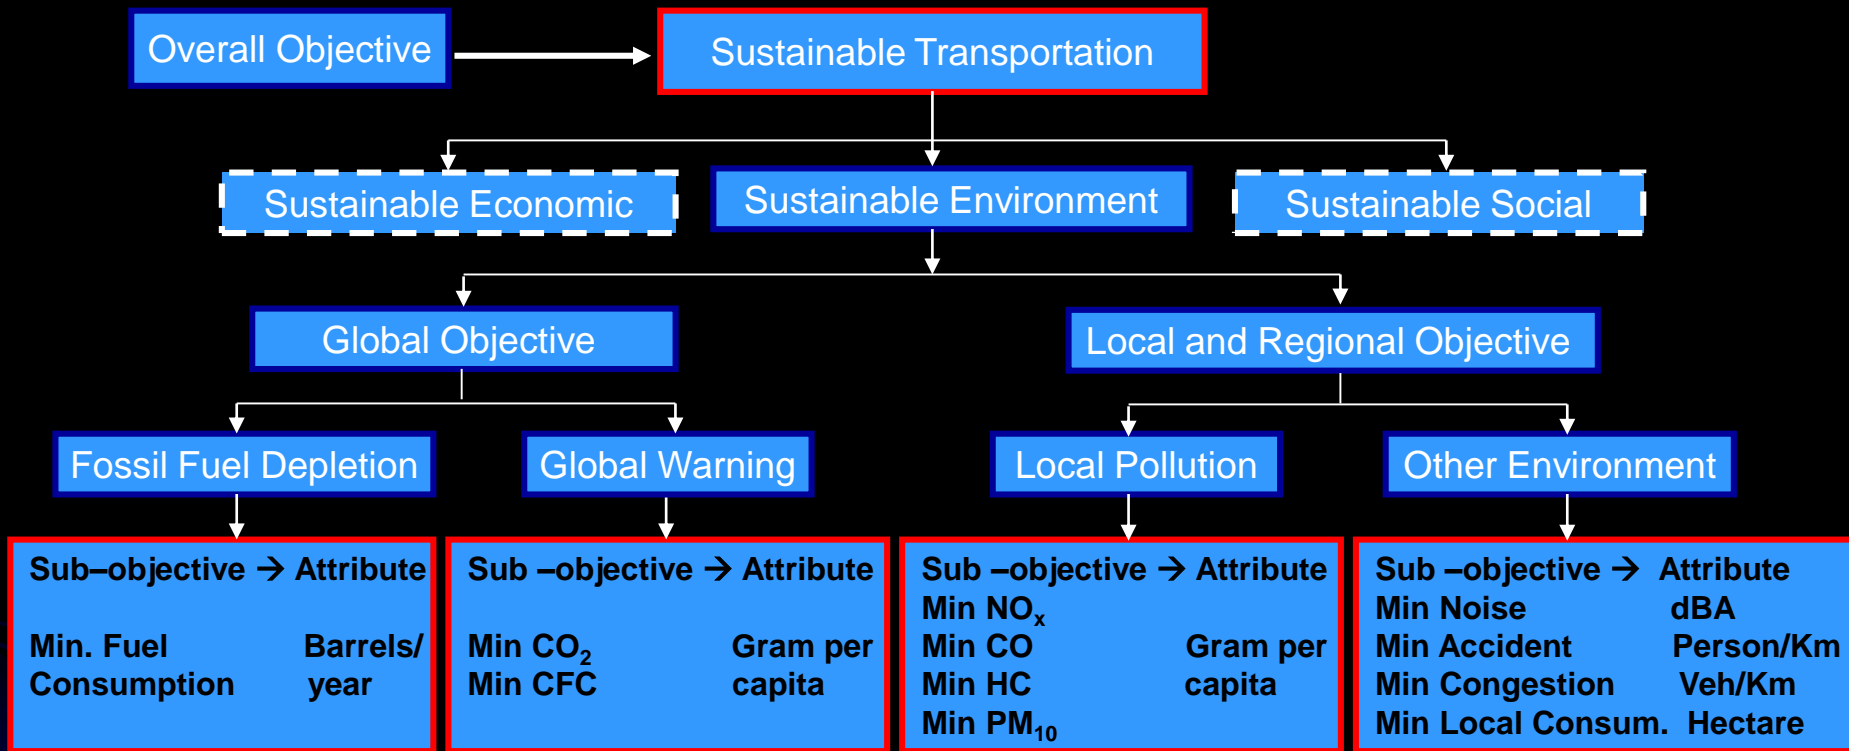 Overall Objective
Sustainable Transportation
Sustainable Economic
Sustainable Environment
Sustainable Social
Global Objective
Local and Regional Objective
Fossil Fuel Depletion
Global Warning
Local Pollution
Other Environment
Sub–objective → Attribute
Min. Fuel Barrels/
Consumption year
Sub –objective → Attribute
Min CO₂ Gram per
Min CFC capita
Sub –objective → Attribute
Min NOₓ
Min CO Gram per
Min HC capita
Min PM₁₀
Sub –objective → Attribute
Min Noise dBA
Min Accident Person/Km
Min Congestion Veh/Km
Min Local Consum. Hectare